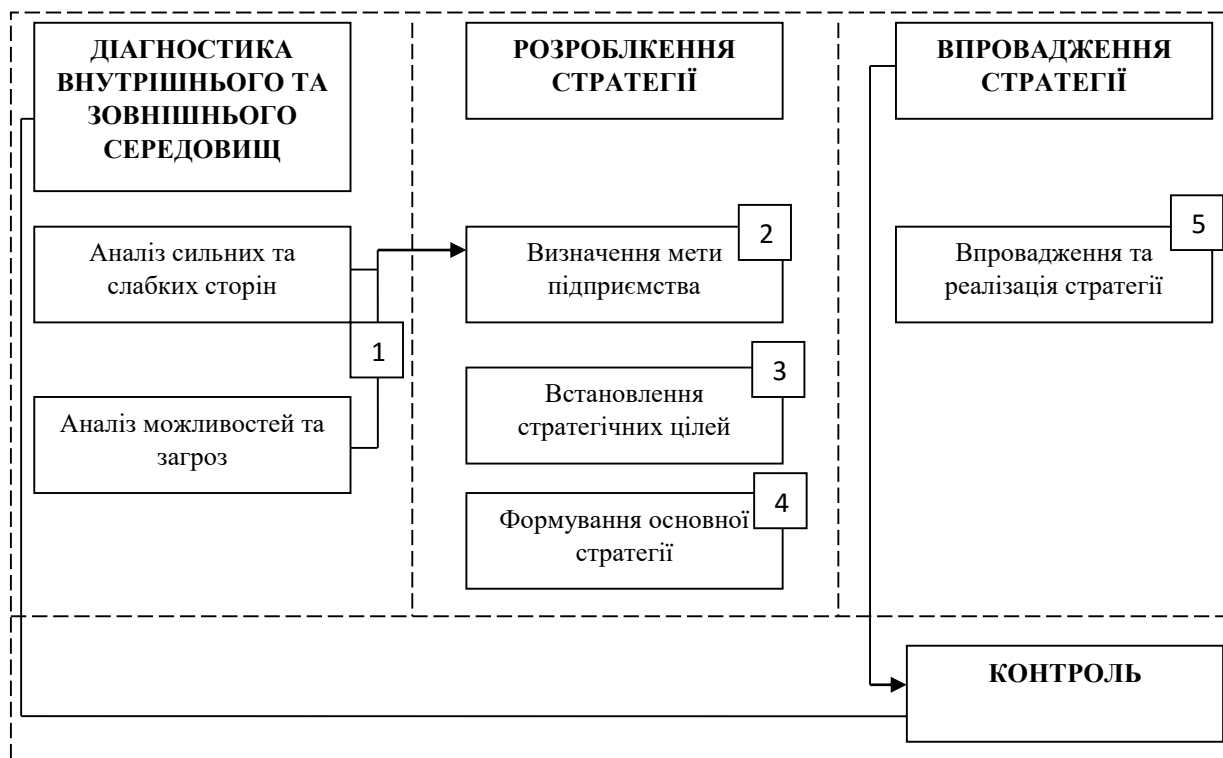 ДІАГНОСТИКА
ВНУТРІШНЬОГО ТА
ЗОВНІШНЬОГО
СЕРЕДОВИЩ
РОЗРОБЛКЕННЯ
СТРАТЕГІЇ
ВПРОВАДЖЕННЯ
СТРАТЕГІЇ
Аналіз сильних та
слабких сторін
1
Аналіз можливостей та
загроз
2
Визначення мети
підприємства
3
Встановлення
стратегічних цілей
4
Формування основної
стратегії
5
Впровадження та
реалізація стратегії
КОНТРОЛЬ